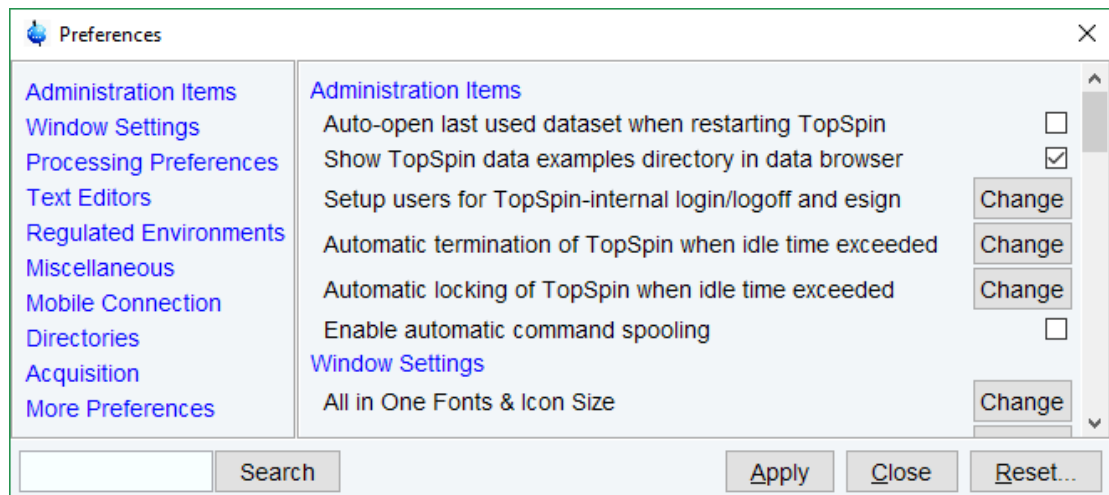 Preferences
Administration Items
Window Settings
Processing Preferences
Text Editors
Regulated Environments
Miscellaneous
Mobile Connection
Directories
Acquisition
More Preferences
Administration Items
Auto-open last used dataset when restarting TopSpin
Show TopSpin data examples directory in data browser
Setup users for TopSpin-internal login/logoff and esign Change
Automatic termination of TopSpin when idle time exceeded Change
Automatic locking of TopSpin when idle time exceeded Change
Enable automatic command spooling
Window Settings
All in One Fonts & Icon Size Change
Search Apply Close Reset...